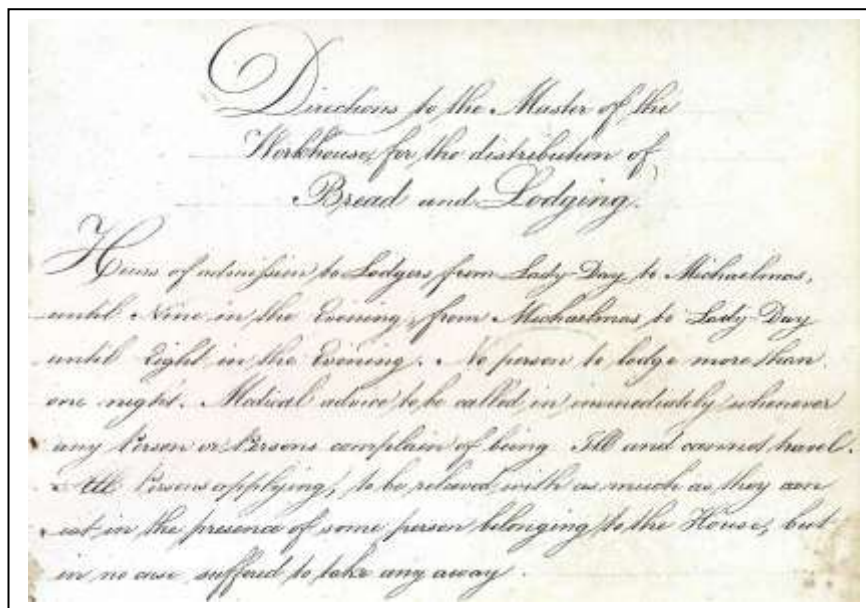 Directions to the Master of the
Workhouse, for the distribution of
Bread and Lodging.
Hours of admission to Lodgers, from Lady-Day to Michaelmas,
until Nine in the Evening, from Michaelmas to Lady-Day
until Eight in the Evening. No person to lodge more than
one night. Medical advice to be called in immediately whenever
any Person or Persons complain of being Ill and cannot travel.
All Persons applying, to be relieved with as much as they can
eat in the presence of some person belonging to the House, but
in no case suffered to take any away.